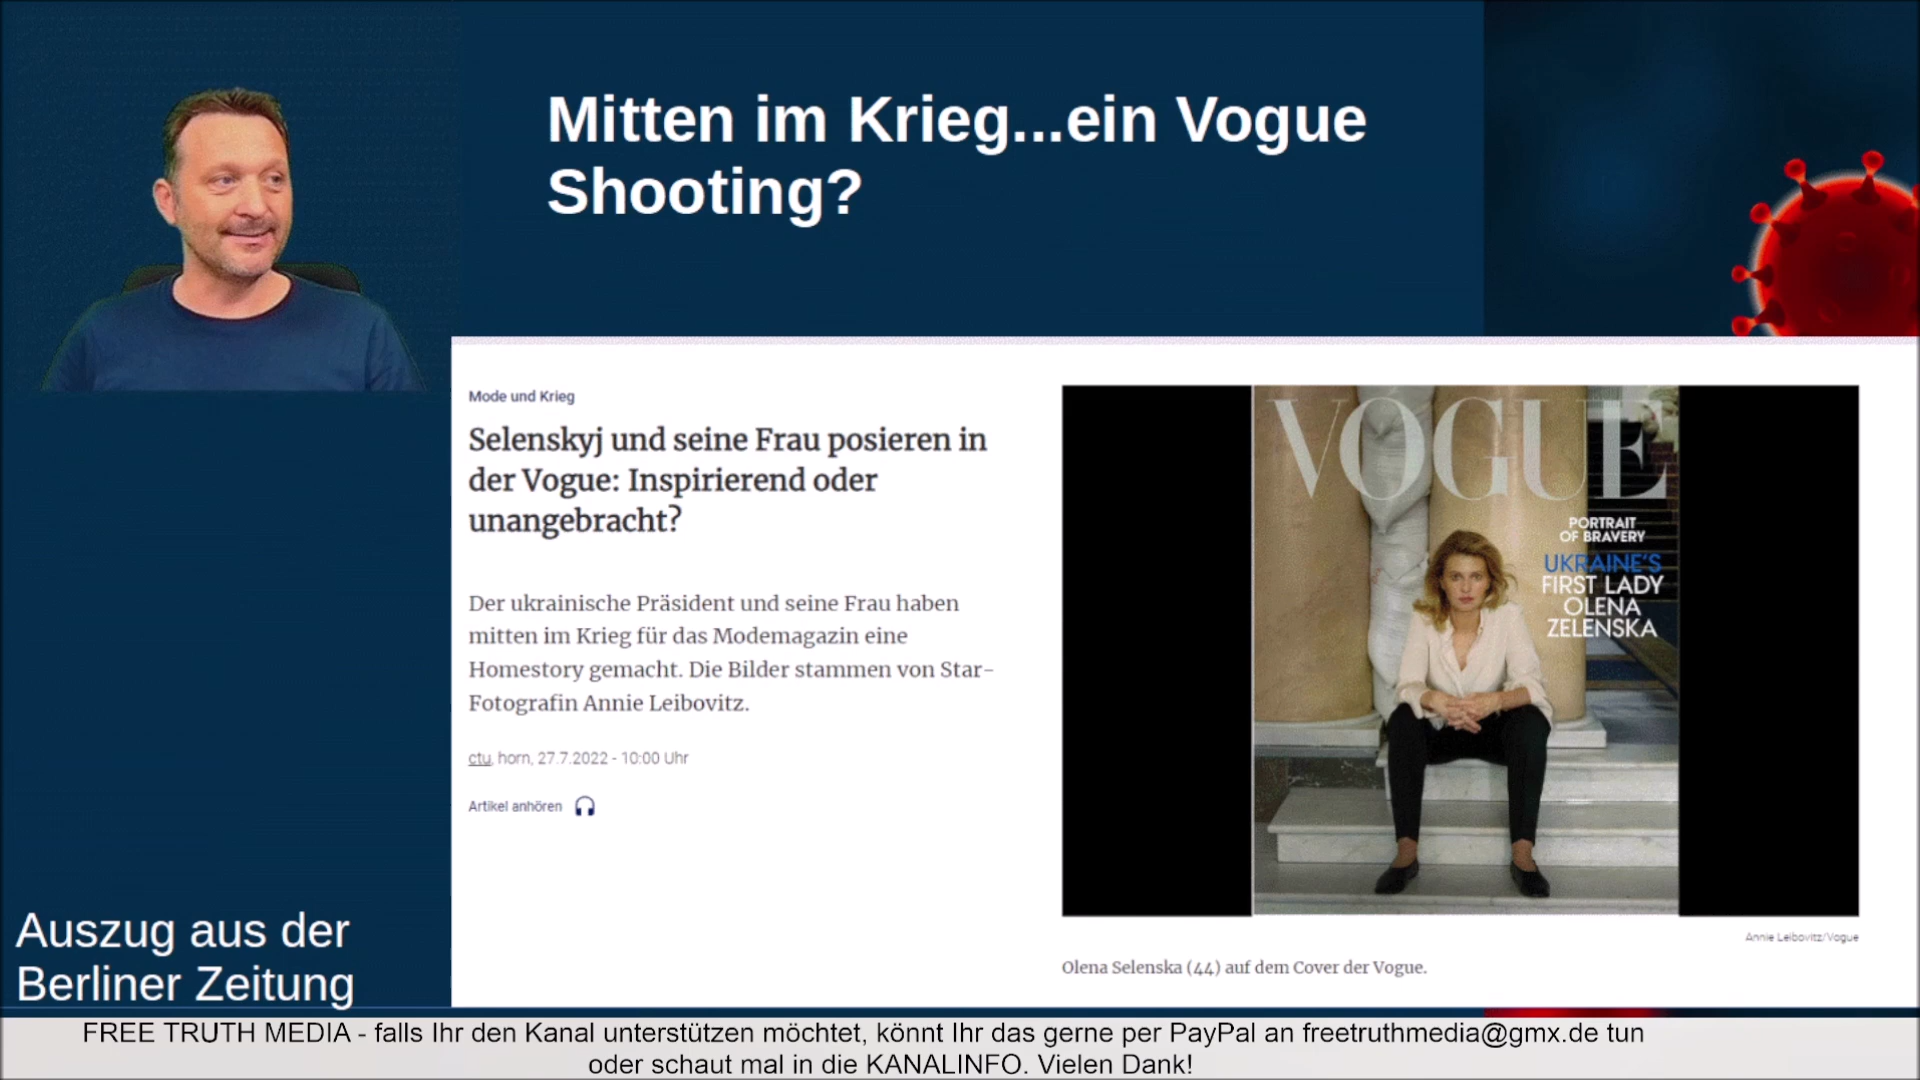 Mitten im Krieg...ein Vogue
Shooting?
Mode und Krieg
Selenskyj und seine Frau posieren in
der Vogue: Inspirierend oder
unangebracht?
Der ukrainische Präsident und seine Frau haben
mitten im Krieg für das Modemagazin eine
Homestory gemacht. Die Bilder stammen von Star-
Fotografin Annie Leibovitz.
ctu, horn, 27.7.2022 - 10:00 Uhr
Artikel anhören
VOGUE
PORTRAIT
OF BRAVERY
UKRAINE'S
FIRST LADY
OLENA
ZELENSKA
Annie Leibovitz/Vogue
Olena Selenska (44) auf dem Cover der Vogue.
Auszug aus der
Berliner Zeitung
FREE TRUTH MEDIA - falls Ihr den Kanal unterstützen möchtet, könnt Ihr das gerne per PayPal an freetruthmedia@gmx.de tun
oder schaut mal in die KANALINFO. Vielen Dank!